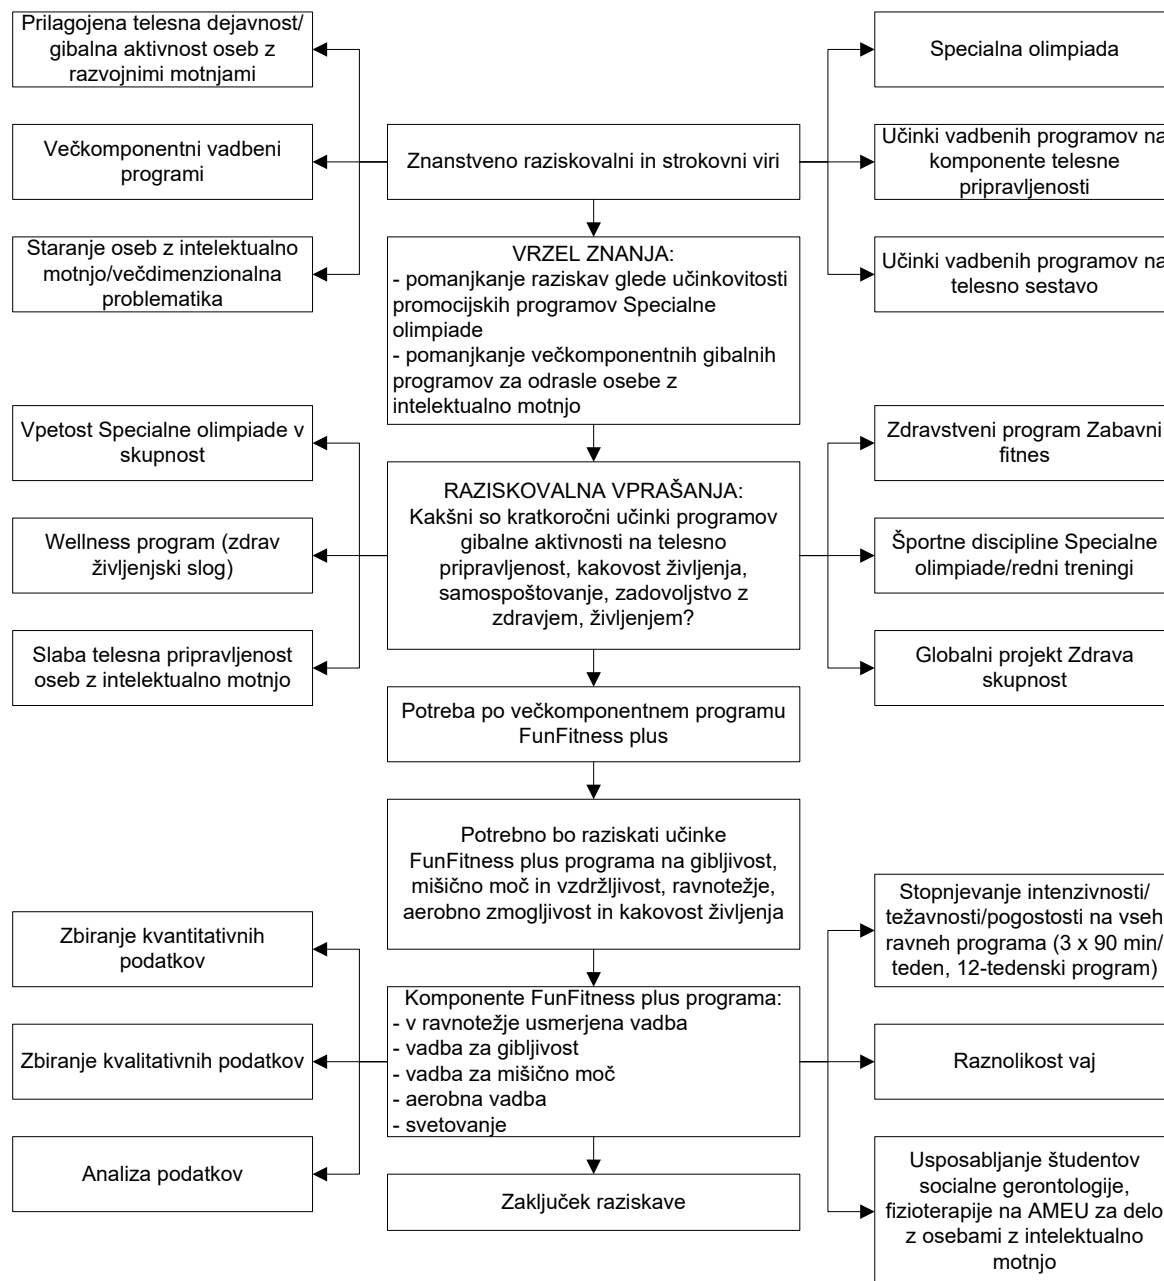 Prilagojena telesna dejavnost/
gibalna aktivnost oseb z
razvojnimi motnjami
Specialna olimpiada
Večkomponentni vadbeni
programi
Znanstveno raziskovalni in strokovni viri
Učinki vadbenih programov na
komponente telesne
pripravljenosti
Staranje oseb z intelektualno
motnjo/večdimenzionalna
problematika
VRZEL ZNANJA:
- pomanjkanje raziskav glede učinkovitosti
promocijskih programov Specialne
olimpiade
- pomanjkanje večkomponentnih gibalnih
programov za odrasle osebe z
intelektualno motnjo
Učinki vadbenih programov na
telesno sestavo
Vpetost Specialne olimpiade v
skupnost
Zdravstveni program Zabavni
fitnes
Wellness program (zdrav
življenjski slog)
RAZISKOVALNA VPRAŠANJA:
Kakšni so kratkoročni učinki programov
gibalne aktivnosti na telesno
pripravljenost, kakovost življenja,
samospoštovanje, zadovoljstvo z
zdravjem, življenjem?
Športne discipline Specialne
olimpiade/redni treningi
Slaba telesna pripravljenost
oseb z intelektualno motnjo
Globalni projekt Zdrava
skupnost
Potreba po večkomponentnem programu
FunFitness plus
Potrebno bo raziskati učinke
FunFitness plus programa na gibljivost,
mišično moč in vzdržljivost, ravnotežje,
aerobno zmogljivost in kakovost življenja
Zbiranje kvantitativnih
podatkov
Stopnjevanje intenzivnosti/
težavnosti/pogostosti na vseh
ravneh programa (3 x 90 min/
teden, 12-tedenski program)
Zbiranje kvalitativnih podatkov
Komponente FunFitness plus programa:
- v ravnotežje usmerjena vadba
- vadba za gibljivost
- vadba za mišično moč
- aerobna vadba
- svetovanje
Raznolikost vaj
Analiza podatkov
Zaključek raziskave
Usposabljanje študentov
socialne gerontologije,
fizioterapije na AMEU za delo
z osebami z intelektualno
motnjo